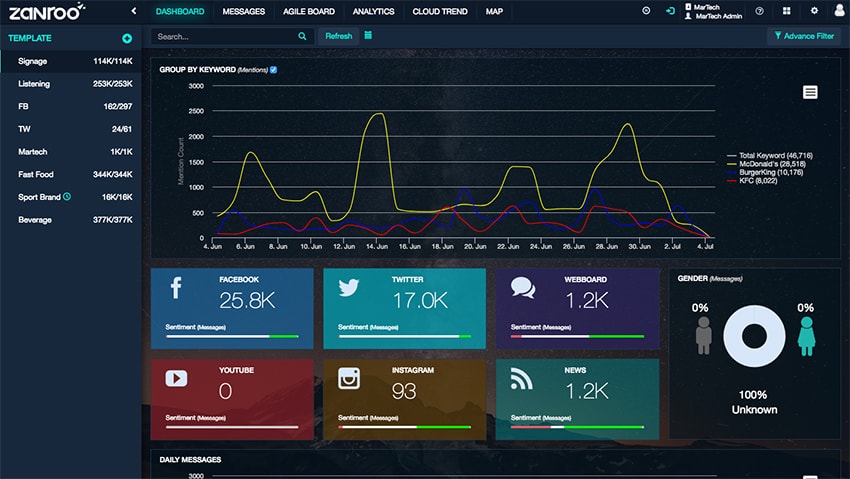 zanroo
DASHBOARD MESSAGES AGILE BOARD ANALYTICS CLOUD TREND MAP
MarTech
MarTech Admin
TEMPLATE
Search...
Refresh
Advance Filter
Signage 114K/114K
Listening 253K/253K
FB 162/297
TW 24/61
Martech 1K/1K
Fast Food 344K/344K
Sport Brand 16K/16K
Beverage 377K/377K
GROUP BY KEYWORD (Mentions)
3000
2500
2000
1500
1000
500
0
Mention Count
4. Jun 6. Jun 8. Jun 10. Jun 12. Jun 14. Jun 16. Jun 18. Jun 20. Jun 22. Jun 24. Jun 26. Jun 28. Jun 30. Jun 2. Jul 4. Jul
Total Keyword (46,716)
McDonald's (28,518)
BurgerKing (10,176)
KFC (8,022)
FACEBOOK
25.8K
Sentiment (Messages)
TWITTER
17.0K
Sentiment (Messages)
WEBBOARD
1.2K
Sentiment (Messages)
GENDER (Messages)
0% 0%
100%
Unknown
YOUTUBE
0
Sentiment (Messages)
INSTAGRAM
93
Sentiment (Messages)
NEWS
1.2K
Sentiment (Messages)
DAILY MESSAGES
3000